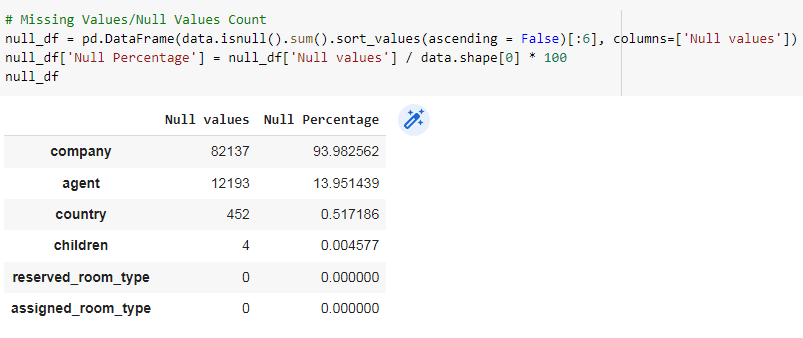 # Missing Values/Null Values Count
null_df = pd.DataFrame(data.isnull().sum().sort_values(ascending = False)[:6], columns=['Null values'])
null_df['Null Percentage'] = null_df['Null values'] / data.shape[0] * 100
null_df
Null values Null Percentage
company 82137 93.982562
agent 12193 13.951439
country 452 0.517186
children 4 0.004577
reserved_room_type 0 0.000000
assigned_room_type 0 0.000000